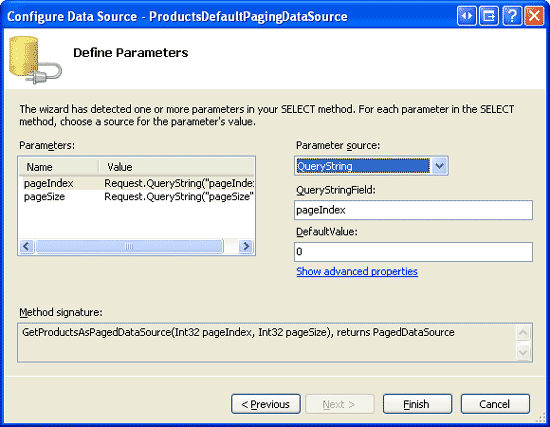 Configure Data Source - ProductsDefaultPagingDataSource
Define Parameters
The wizard has detected one or more parameters in your SELECT method. For each parameter in the SELECT
method, choose a source for the parameter's value.
Parameters:
Name Value
pageIndex Request.QueryString("pageInde
pageSize Request.QueryString("pageSize"
Parameter source:
QueryString
QueryStringField:
pageIndex
DefaultValue:
0
Show advanced properties
Method signature:
GetProductsAsPagedDataSource(Int32 pageIndex, Int32 pageSize), returns PagedDataSource
< Previous Next > Finish Cancel